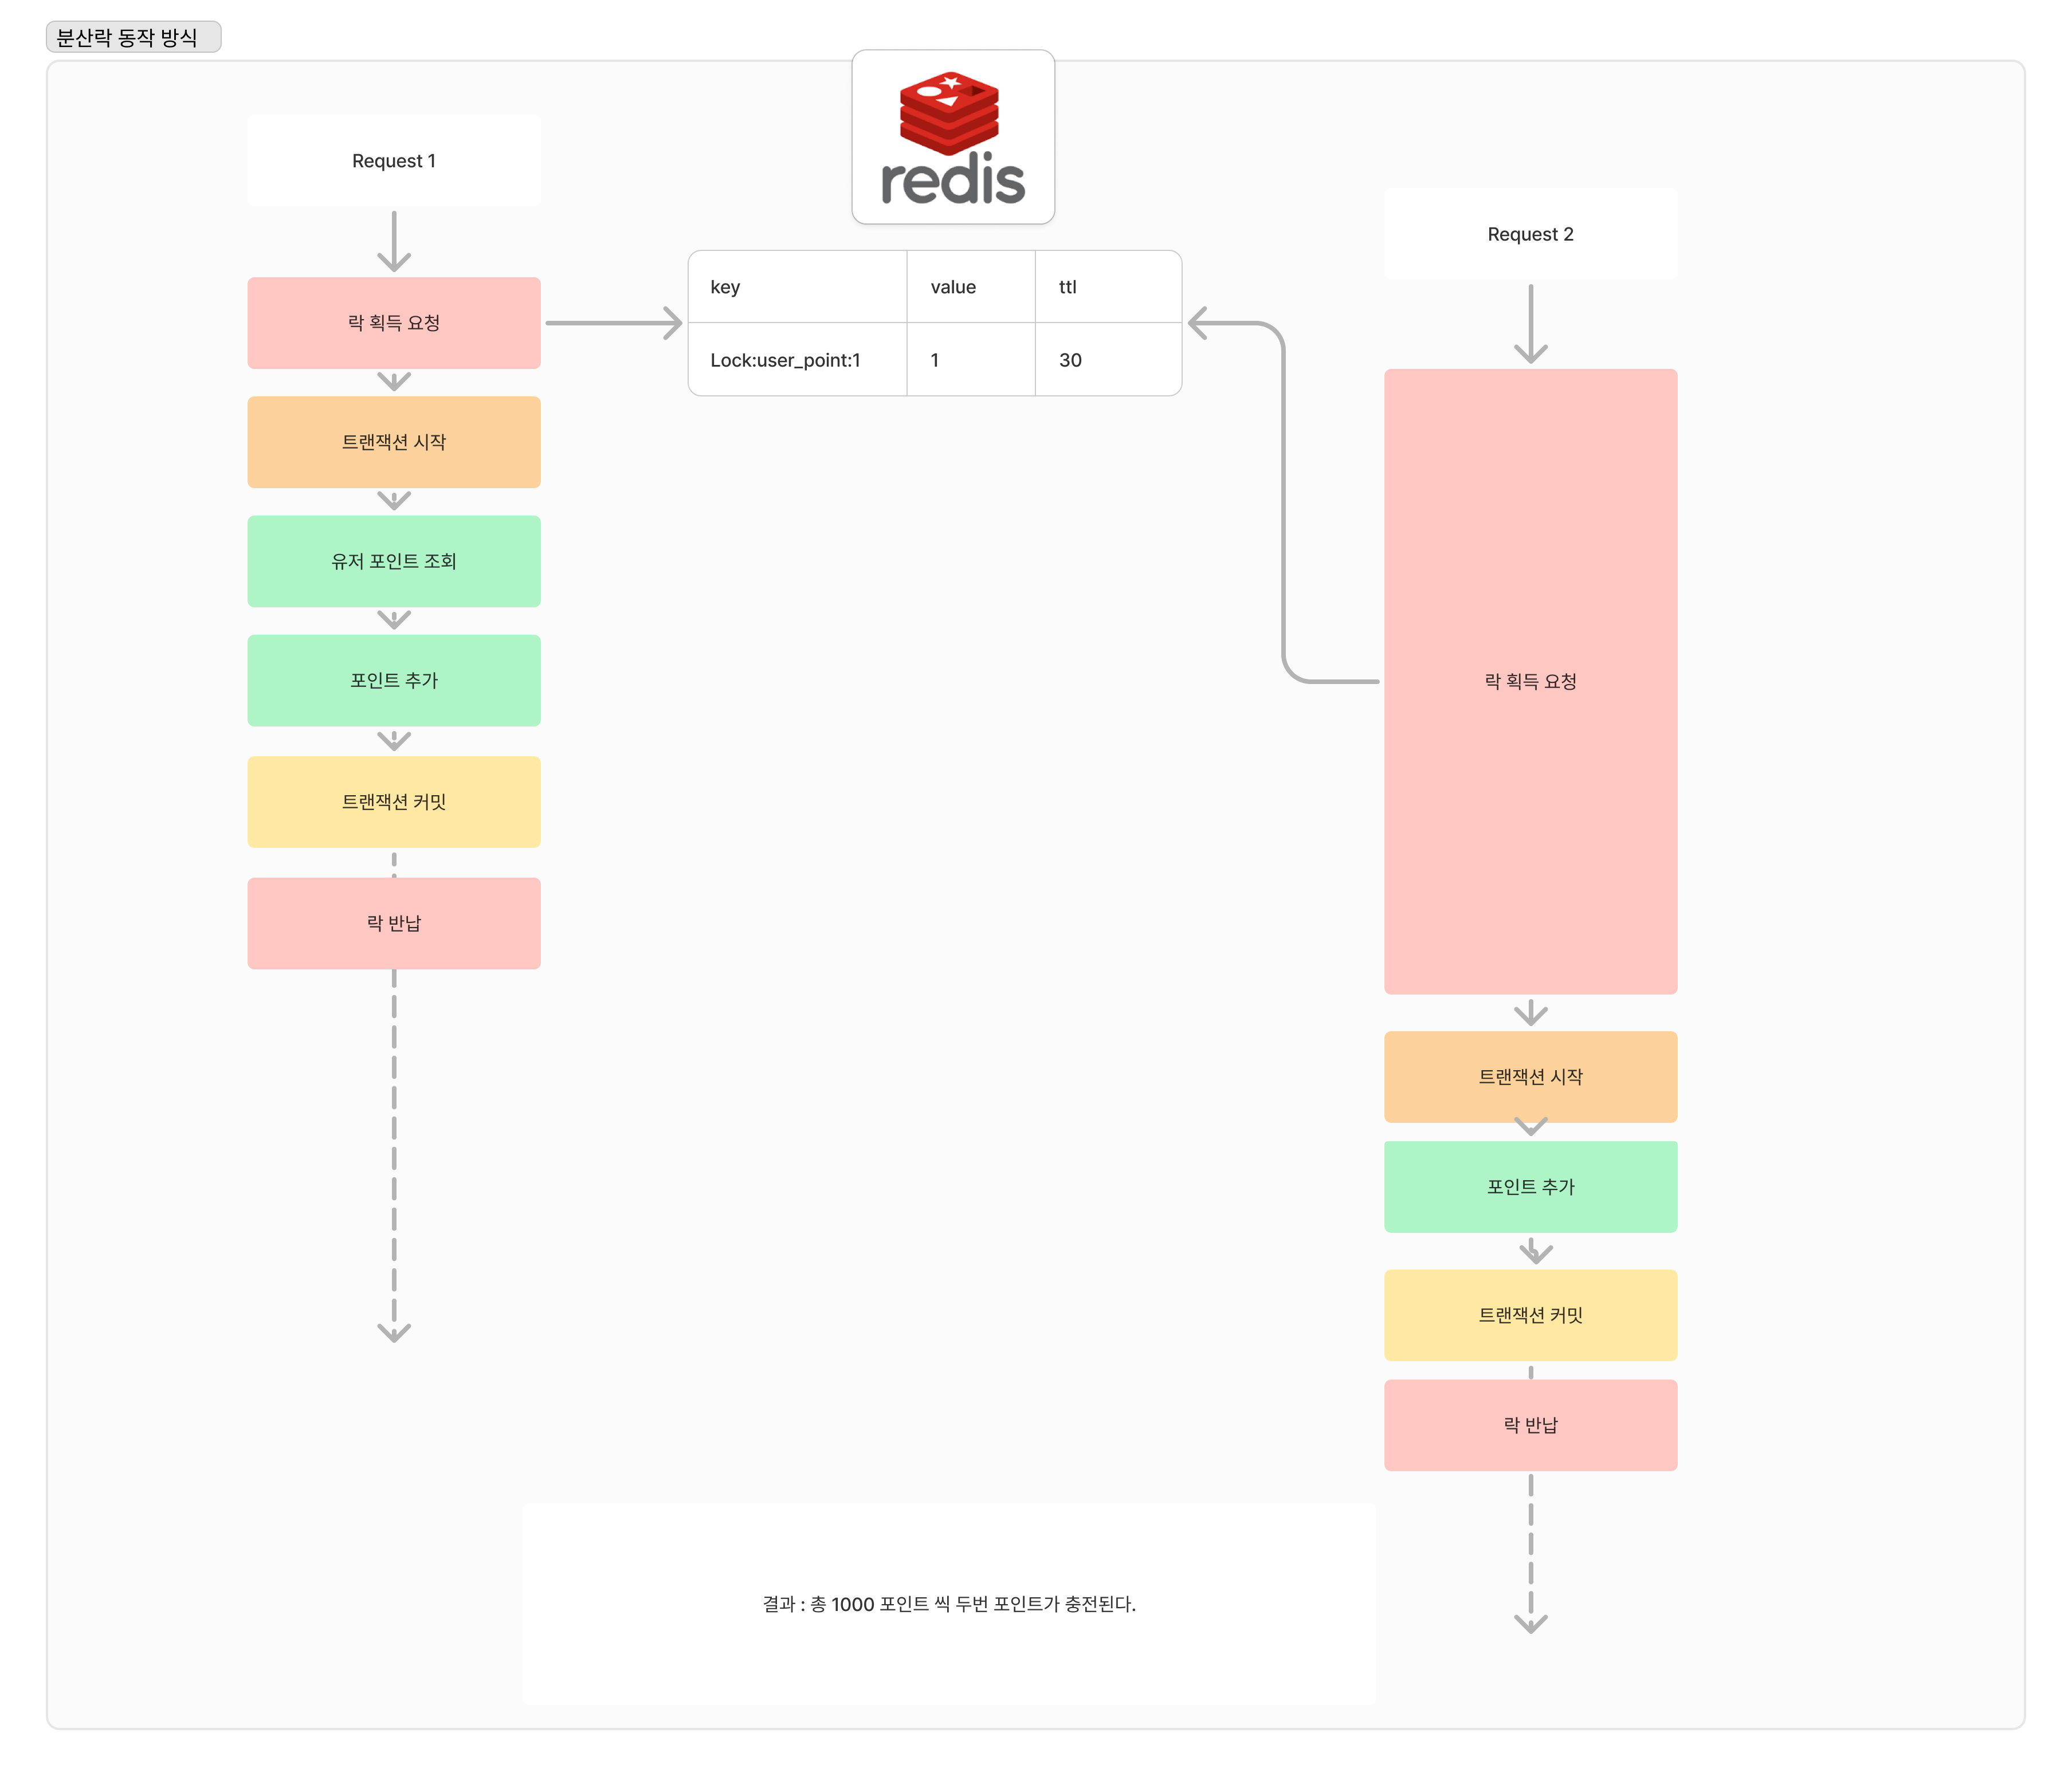 분산락 동작 방식
redis
Request 1
Request 2
key value ttl
락 획득 요청
Lock:user_point:1 1 30
트랜잭션 시작
유저 포인트 조회
포인트 추가
락 획득 요청
트랜잭션 커밋
락 반납
트랜잭션 시작
포인트 추가
트랜잭션 커밋
락 반납
결과 : 총 1000 포인트 씩 두번 포인트가 충전된다.